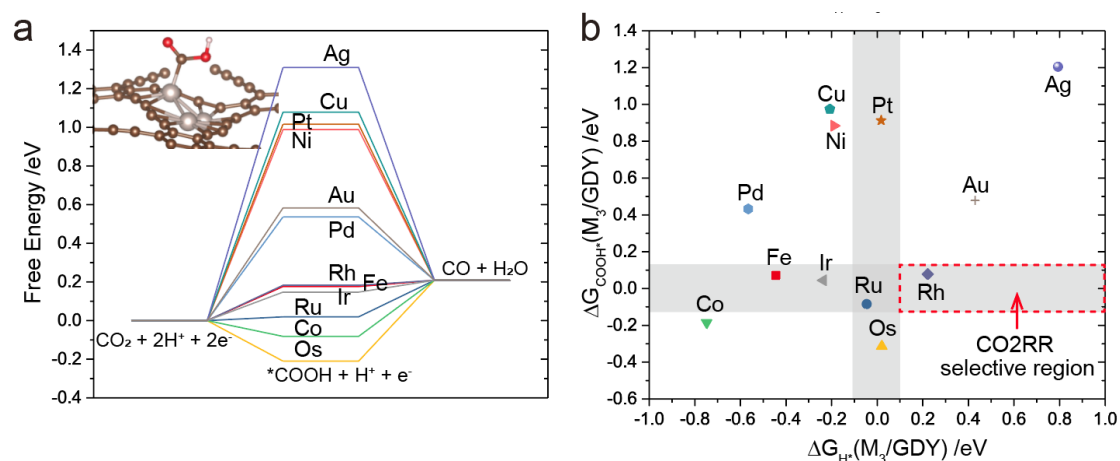 a
Free Energy /eV
1.4
1.2
1.0
0.8
0.6
0.4
0.2
0.0
-0.2
-0.4
Ag
Cu
Pt
Ni
Au
Pd
Rh
Fe
Ir
Ru
Co
Os
CO₂ + 2H⁺ + 2e⁻
*COOH + H⁺ + e⁻
CO + H₂O
b
ΔG_COOH*(M₃/GDY) /eV
1.4
1.2
1.0
0.8
0.6
0.4
0.2
0.0
-0.2
-0.4
-0.6
Ag
Cu
Pt
Ni
Au
Pd
Fe
Ir
Ru
Rh
Co
Os
CO2RR
selective region
-1.0 -0.8 -0.6 -0.4 -0.2 0.0 0.2 0.4 0.6 0.8 1.0
ΔG_H*(M₃/GDY) /eV